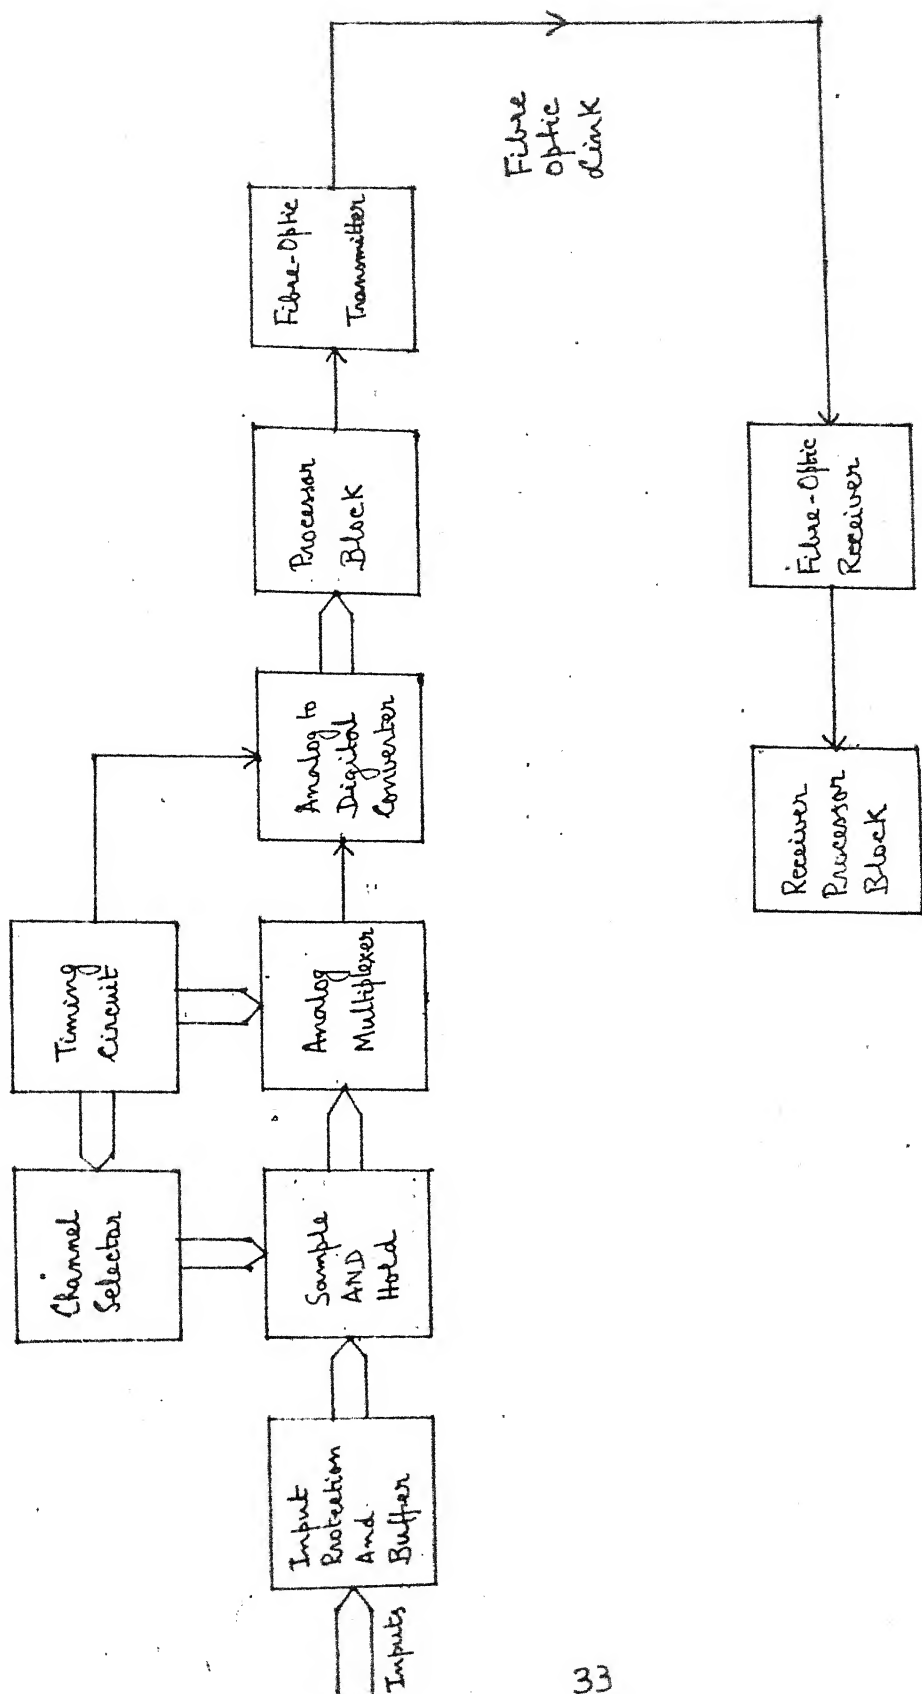 Inputs
Input
Protection
And
Buffer
Channel
Selector
Sample
AND
Hold
Timing
Circuit
Analog
Multiplexer
Analog to
Digital
Converter
Processor
Block
Fibre-Optic
Transmitter
Fibre
Optic
Link
Fibre-Optic
Receiver
Receiver
Processor
Block
33